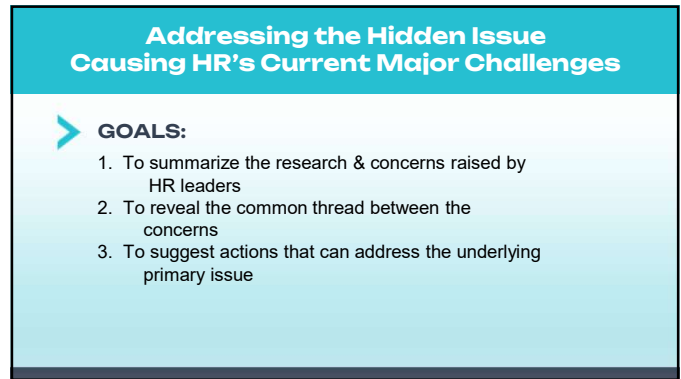 Addressing the Hidden Issue
Causing HR's Current Major Challenges
GOALS:
1. To summarize the research & concerns raised by
HR leaders
2. To reveal the common thread between the
concerns
3. To suggest actions that can address the underlying
primary issue